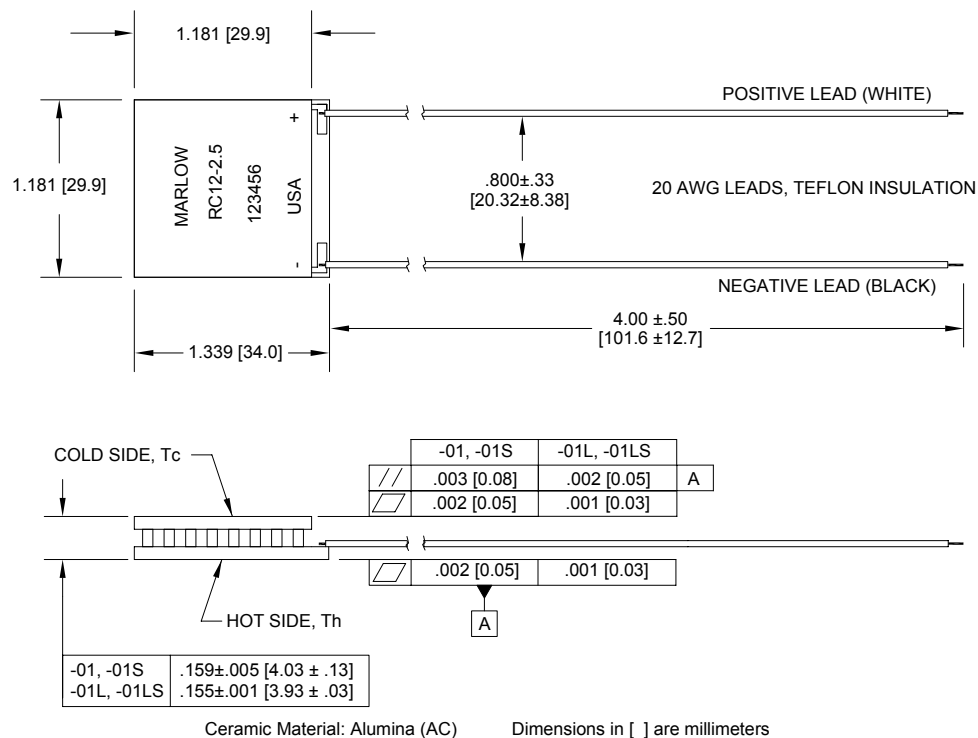 1.181 [29.9]
1.181 [29.9]
MARLOW
RC12-2.5
123456
USA
+
-
POSITIVE LEAD (WHITE)
.800±.33
[20.32±8.38]
20 AWG LEADS, TEFLON INSULATION
NEGATIVE LEAD (BLACK)
4.00 ±.50
[101.6 ±12.7]
1.339 [34.0]
COLD SIDE, Tc
-01, -01S -01L, -01LS
// .003 [0.08] .002 [0.05] A
.002 [0.05] .001 [0.03]
.002 [0.05] .001 [0.03]
A
HOT SIDE, Th
-01, -01S .159±.005 [4.03 ± .13]
-01L, -01LS .155±.001 [3.93 ± .03]
Ceramic Material: Alumina (AC) Dimensions in [ ] are millimeters